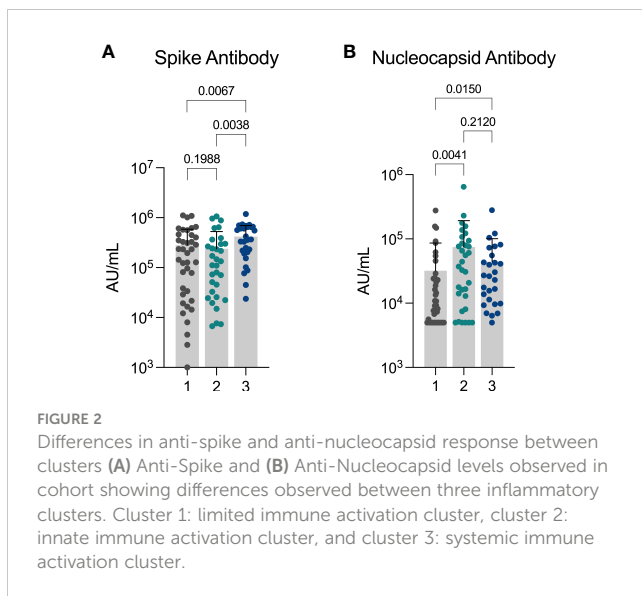 A Spike Antibody
0.0067
0.0038
0.1988
10⁷
10⁶
10⁵
10⁴
10³
AU/mL
1 2 3
B Nucleocapsid Antibody
0.0150
0.2120
0.0041
10⁶
10⁵
10⁴
10³
AU/mL
1 2 3
FIGURE 2
Differences in anti-spike and anti-nucleocapsid response between
clusters (A) Anti-Spike and (B) Anti-Nucleocapsid levels observed in
cohort showing differences observed between three inflammatory
clusters. Cluster 1: limited immune activation cluster, cluster 2:
innate immune activation cluster, and cluster 3: systemic immune
activation cluster.